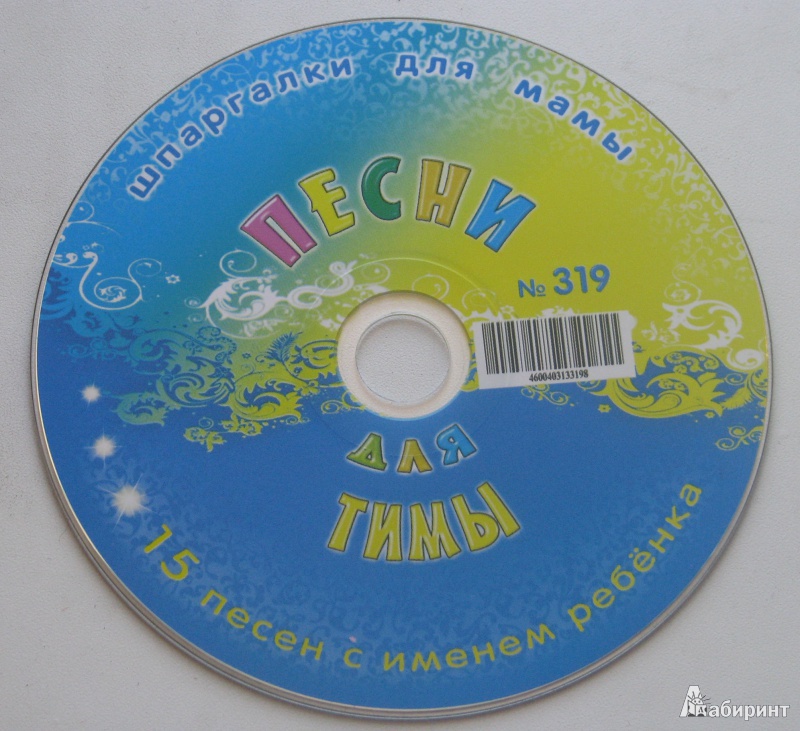 шпаргалки для мамы
ПЕСНИ
№ 319
4600403133198
ДЛЯ
ТИМЫ
15 песен с именем ребёнка
Лабиринт